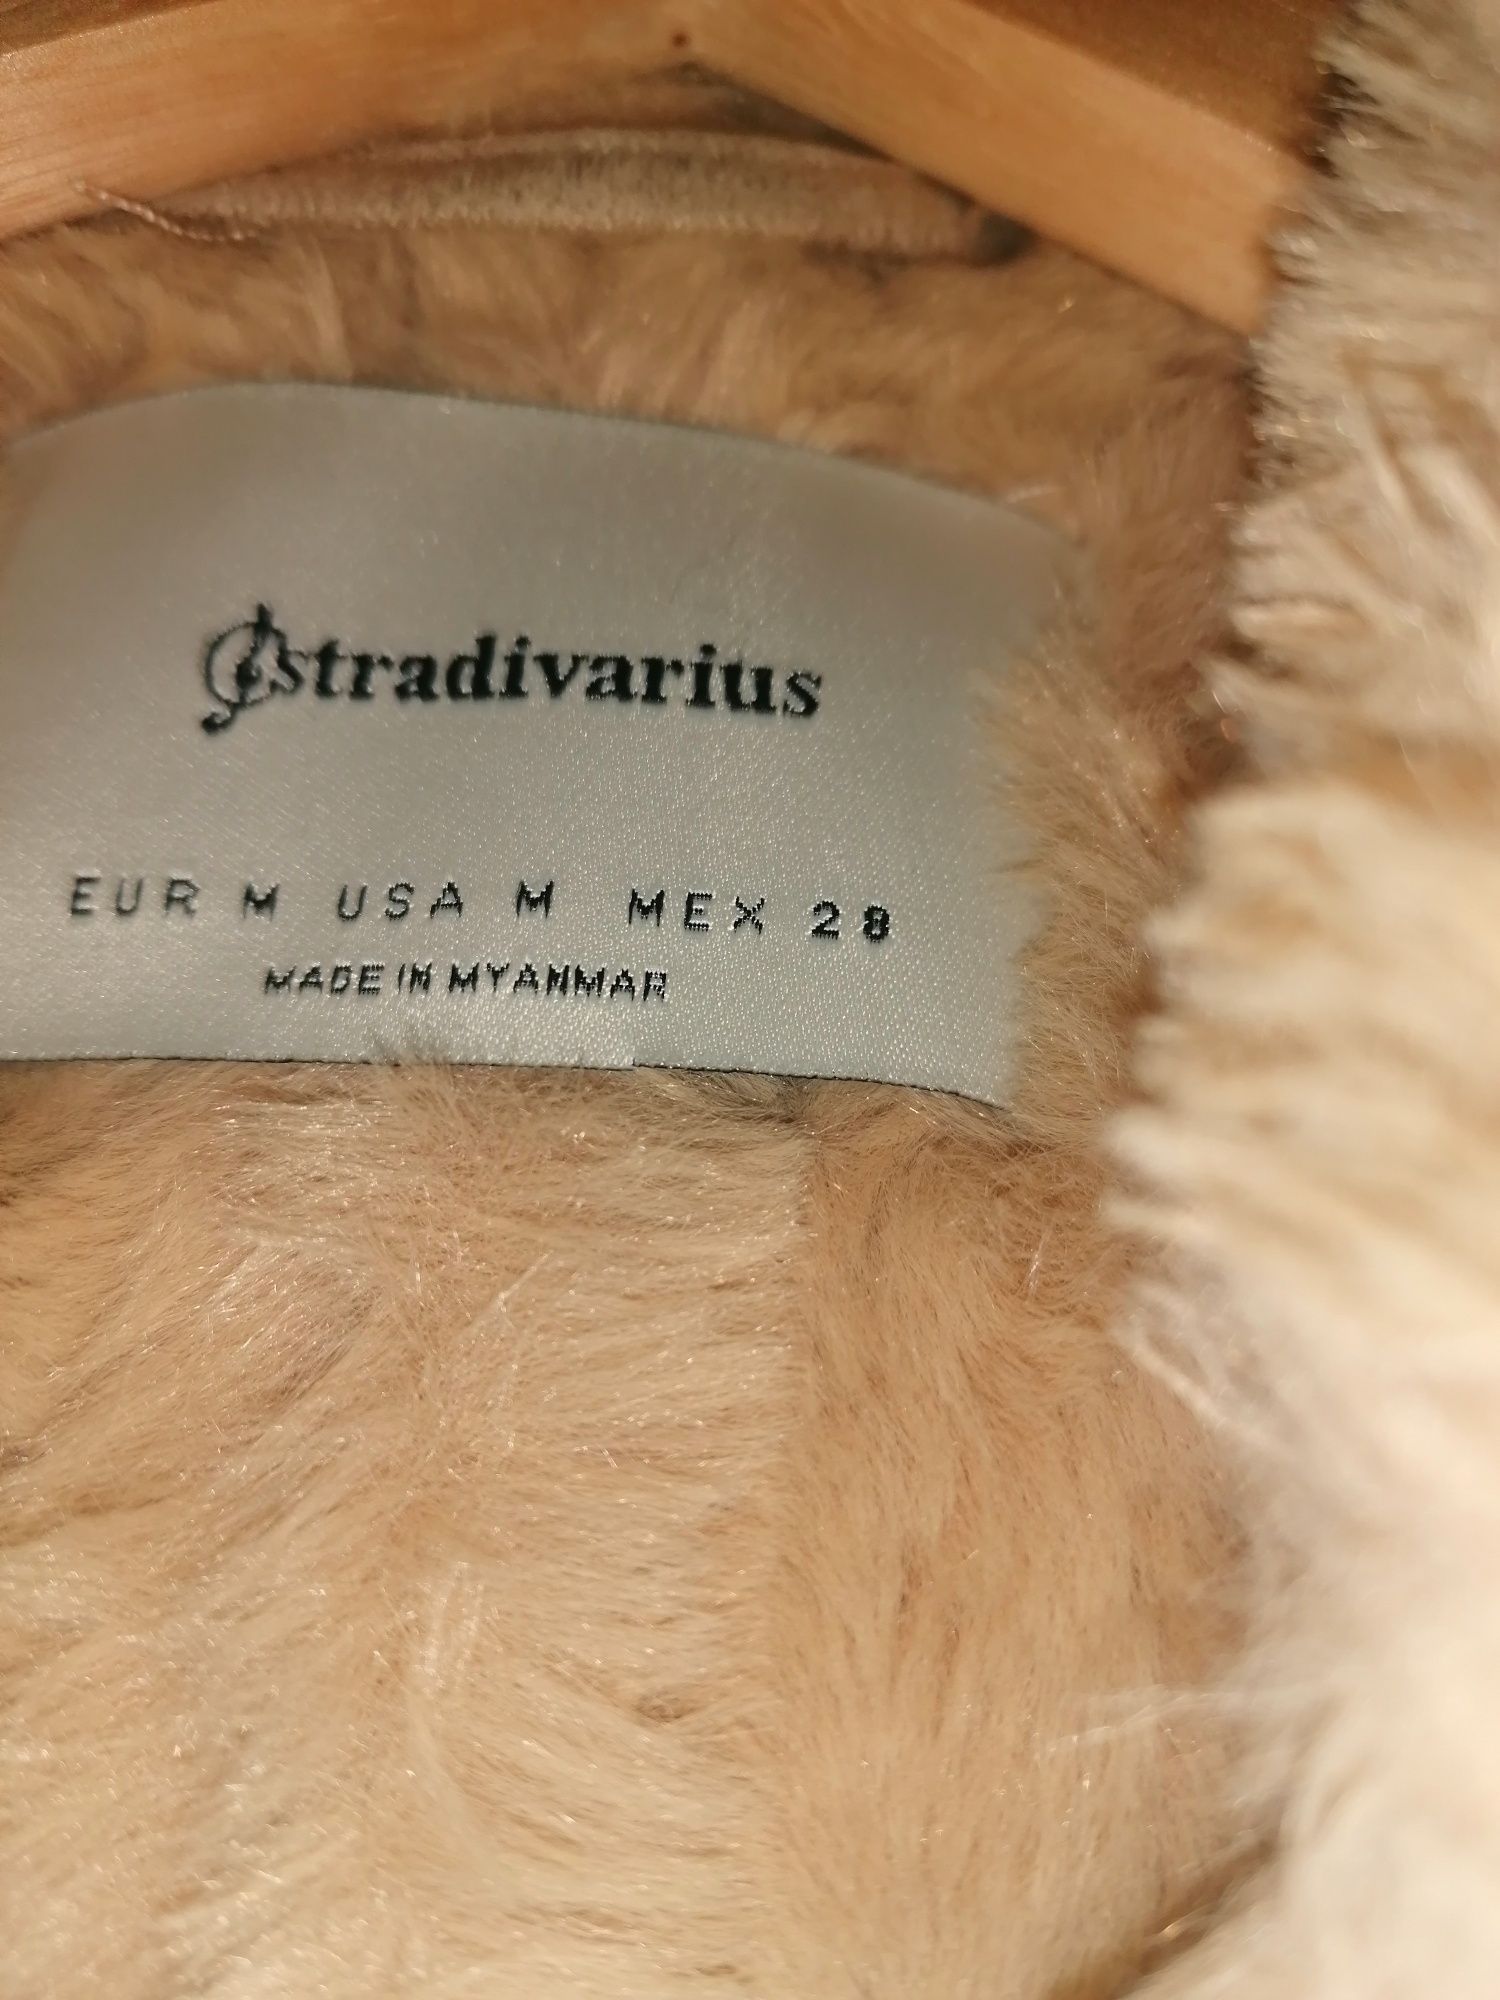 stradivarius
EUR M USA M MEX 28
MADE IN MYANMAR